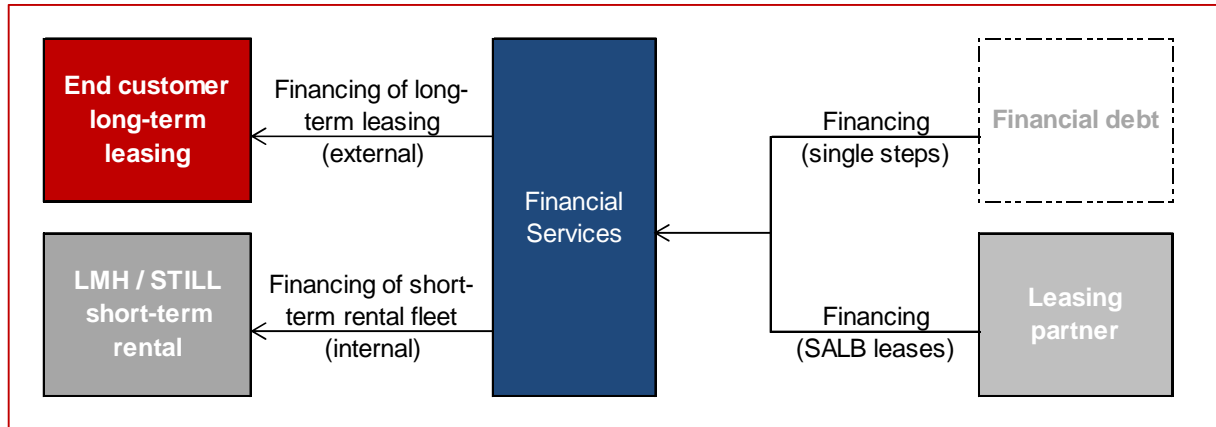 End customer
long-term
leasing
Financing of long-
term leasing
(external)
LMH / STILL
short-term
rental
Financing of short-
term rental fleet
(internal)
Financial
Services
Financing
(single steps)
Financial debt
Financing
(SALB leases)
Leasing
partner